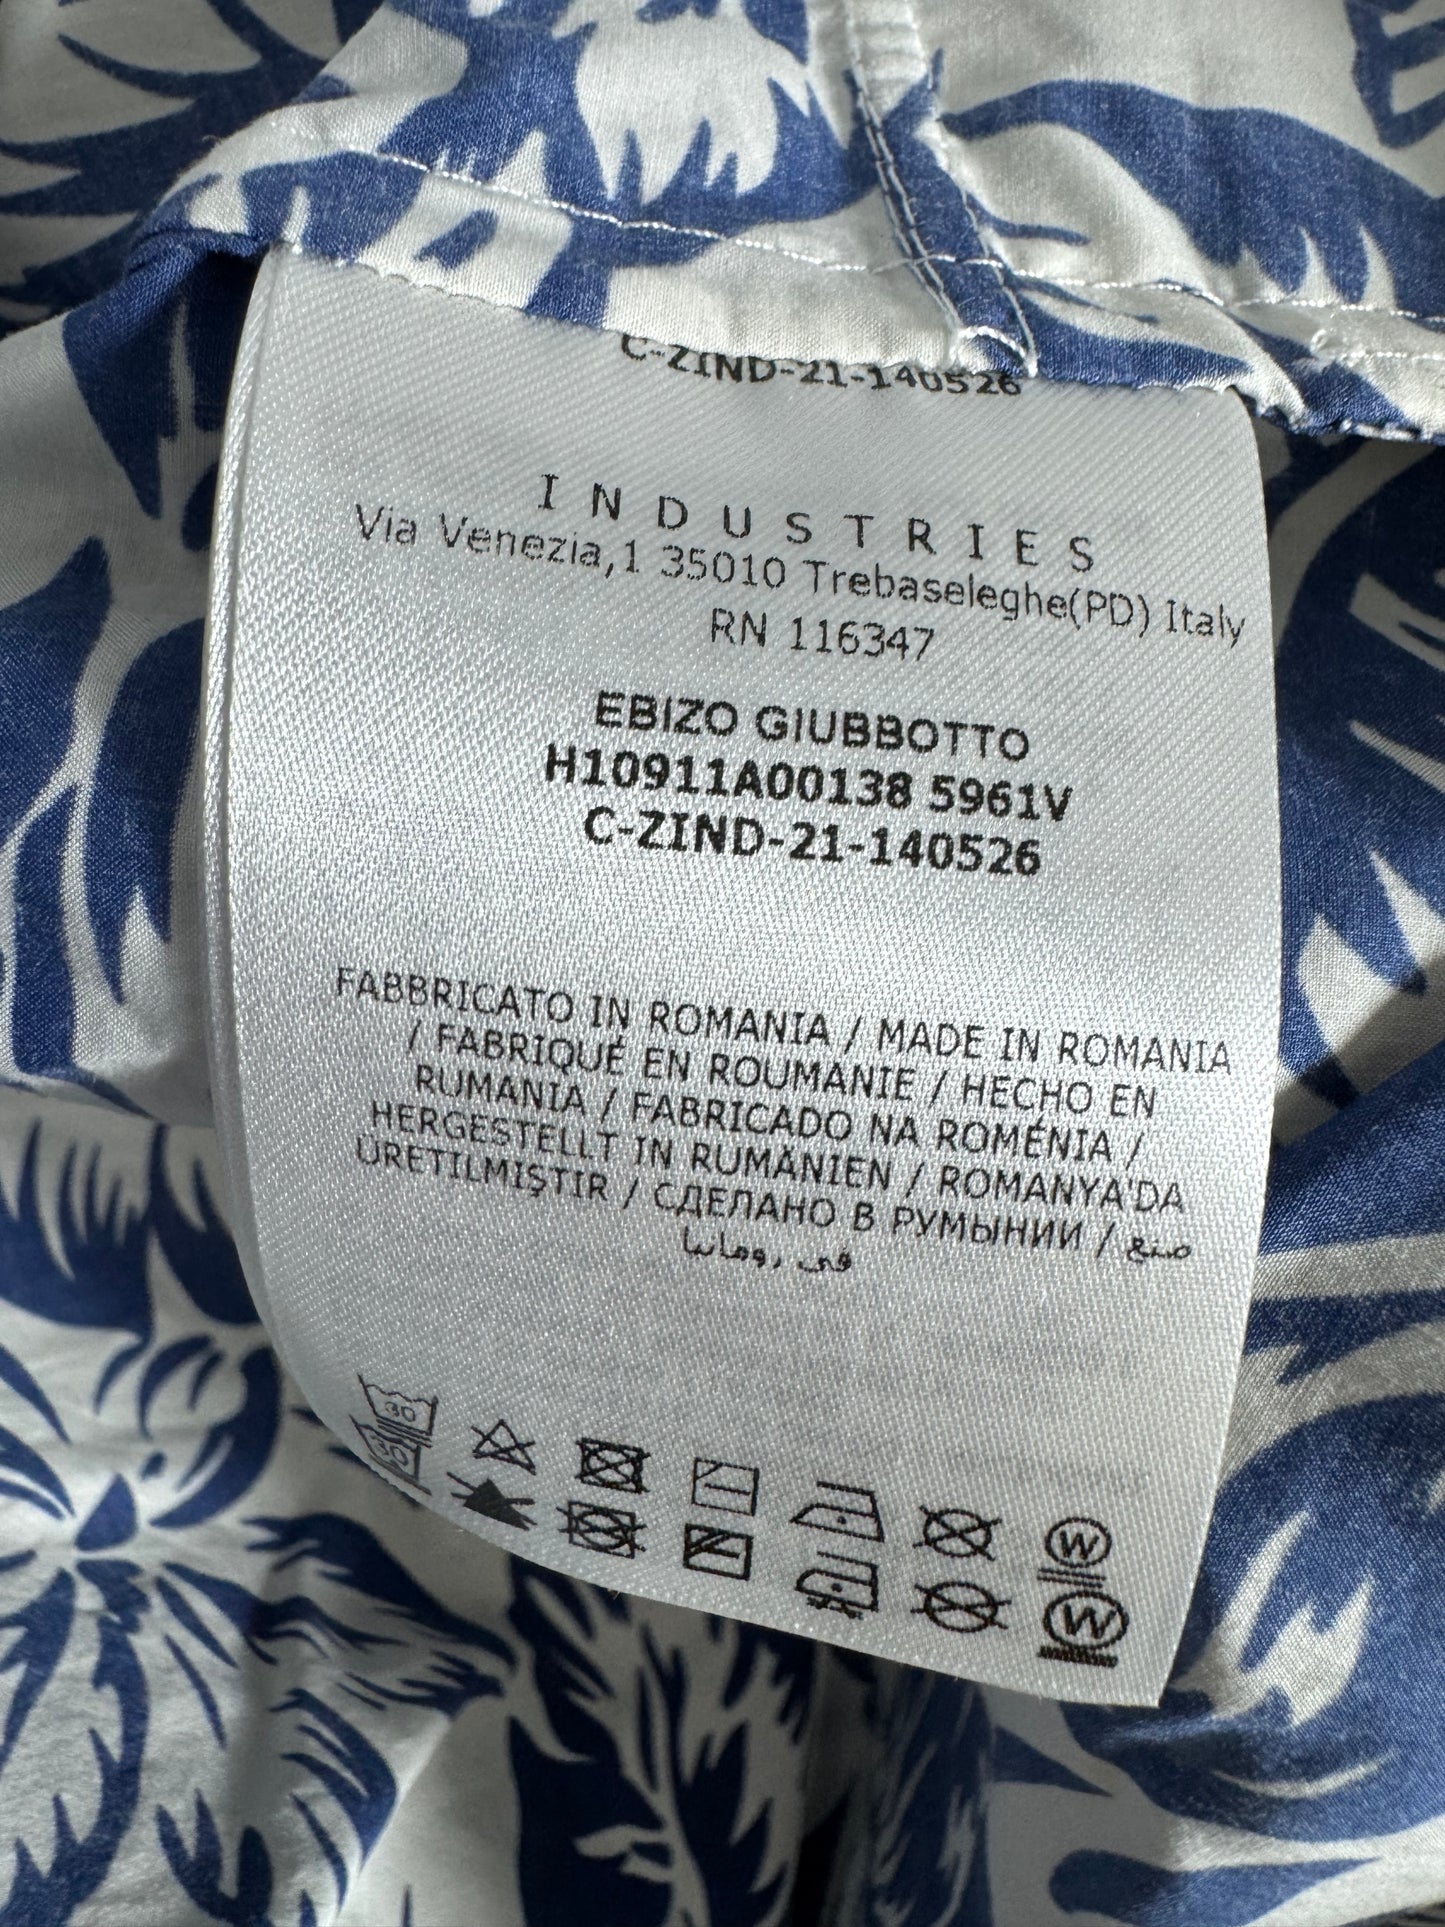 C-ZIND-21-140526
INDUSTRIES
Via Venezia,1 35010 Trebaseleghe(PD) Italy
RN 116347
EBIZO GIUBBOTTO
H10911A00138 5961V
C-ZIND-21-140526
FABBRICATO IN ROMANIA / MADE IN ROMANIA
/ FABRIQUÉ EN ROUMANIE / HECHO EN
RUMANIA / FABRICADO NA ROMÉNIA /
HERGESTELLT IN RUMÄNIEN / ROMANYA'DA
ÜRETILMIŞTIR / СДЕЛАНО В РУМЫНИИ / صنع
في رومانيا
30
30
W
W